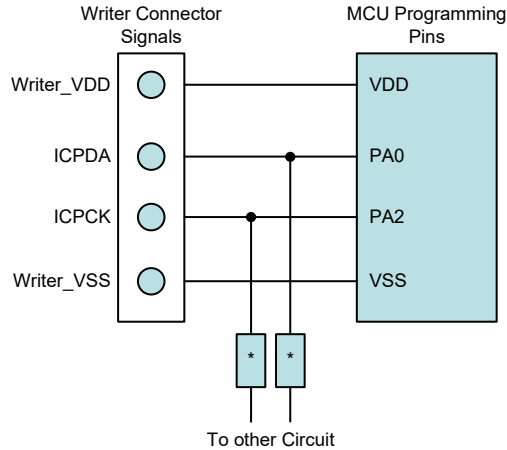 Writer Connector
Signals
MCU Programming
Pins
Writer_VDD
VDD
ICPDA
PA0
ICPCK
PA2
Writer_VSS
VSS
* *
To other Circuit